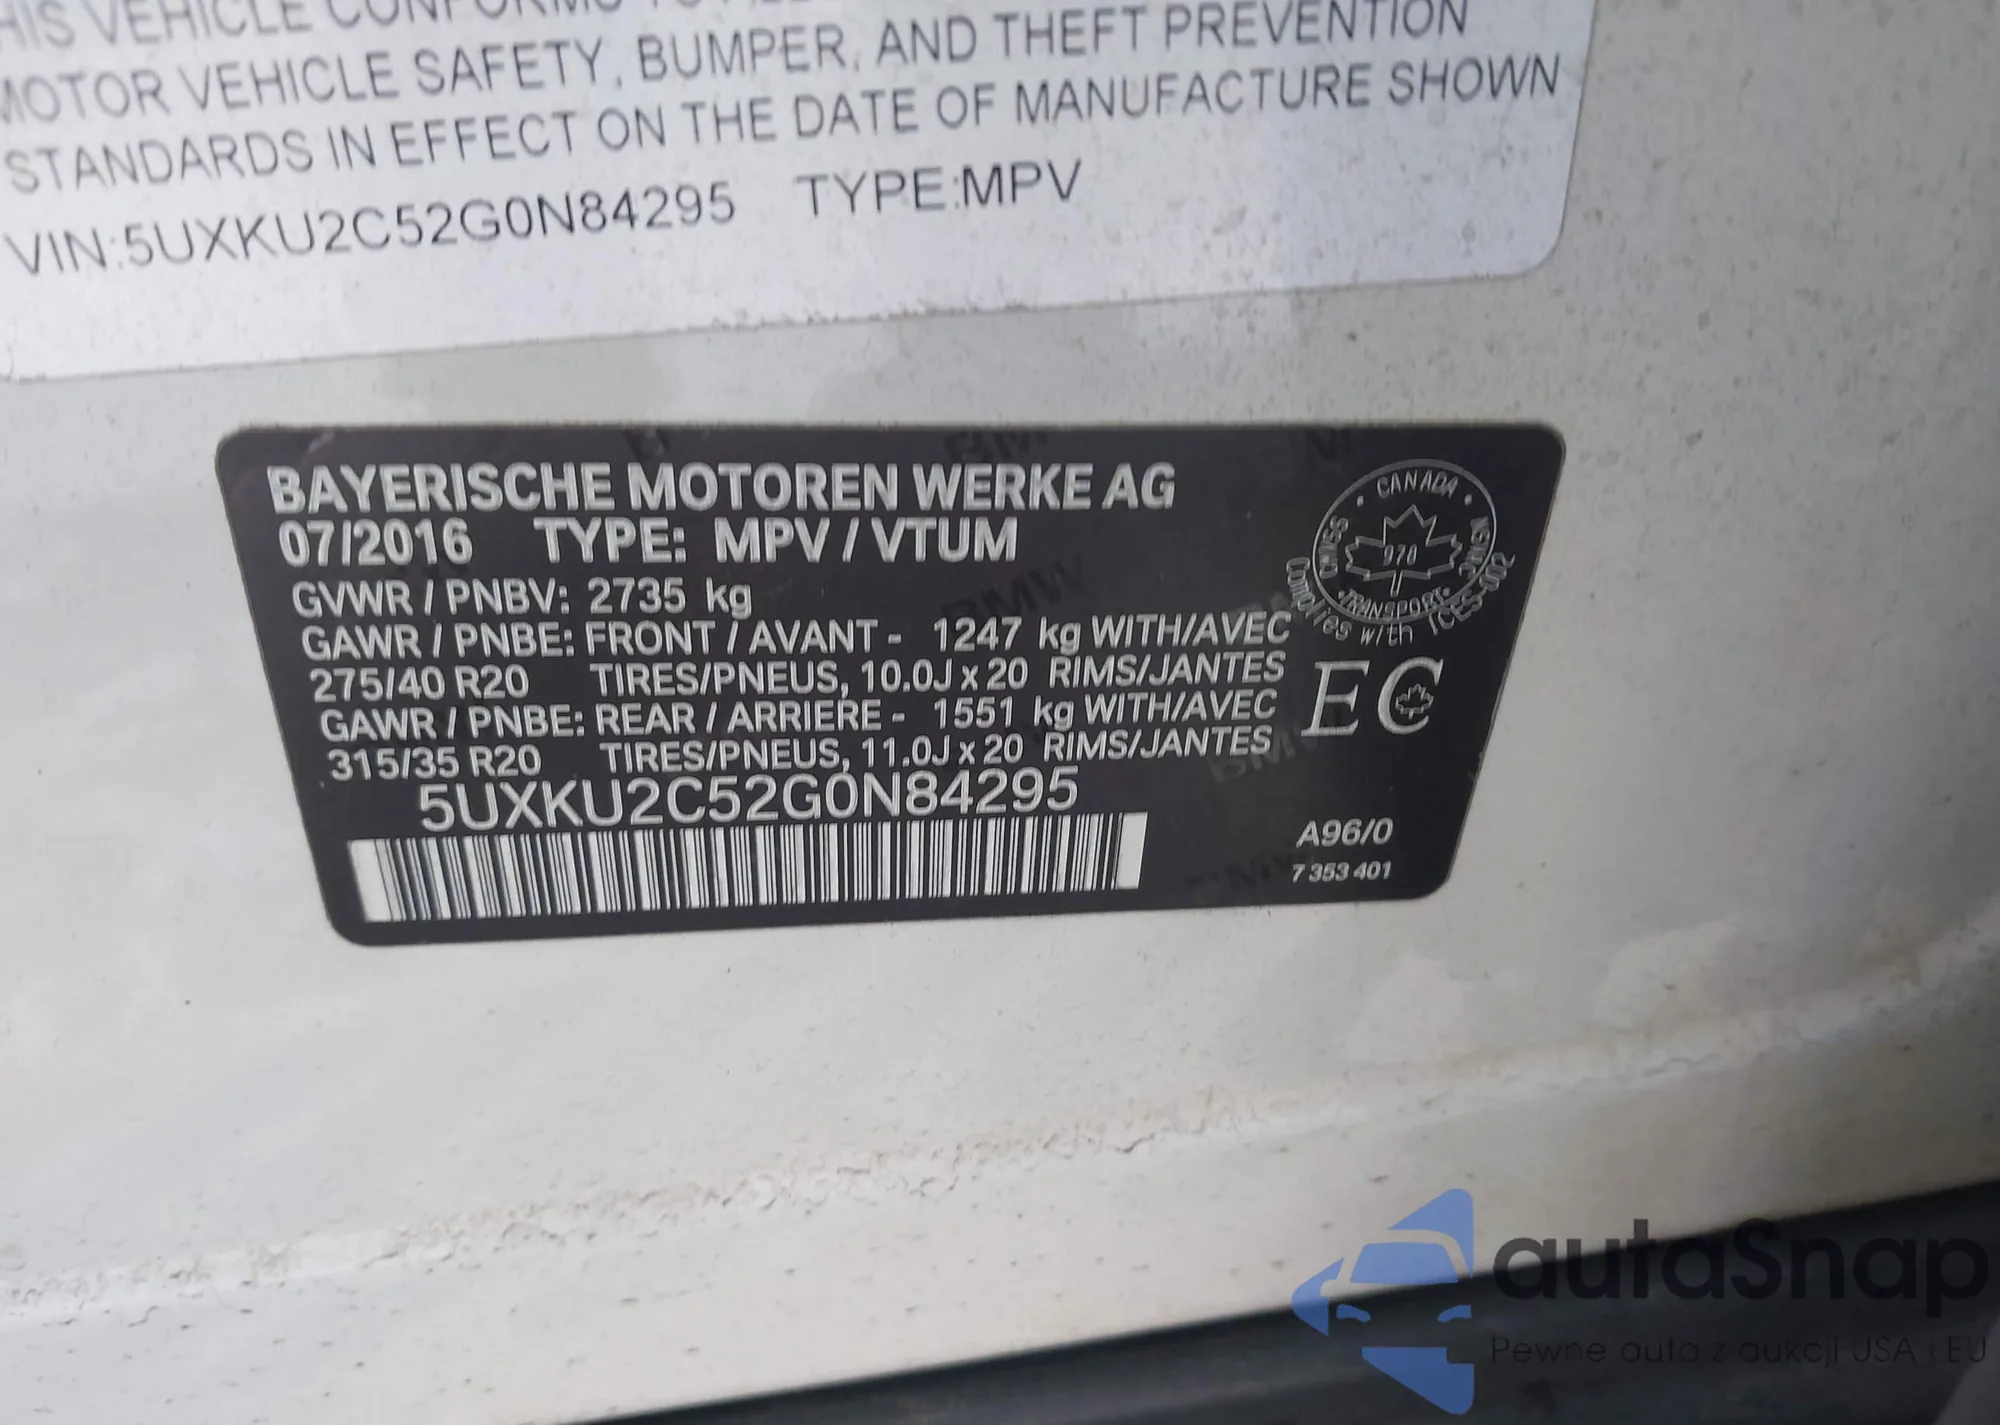 THIS VEHICLE CONFORMS TO
MOTOR VEHICLE SAFETY, BUMPER, AND THEFT PREVENTION
STANDARDS IN EFFECT ON THE DATE OF MANUFACTURE SHOWN
VIN:5UXKU2C52G0N84295 TYPE:MPV
BAYERISCHE MOTOREN WERKE AG
07/2016 TYPE: MPV / VTUM
GVWR / PNBV: 2735 kg
GAWR / PNBE: FRONT / AVANT - 1247 kg WITH/AVEC
275/40 R20 TIRES/PNEUS, 10.0J x 20 RIMS/JANTES
GAWR / PNBE: REAR / ARRIERE - 1551 kg WITH/AVEC
315/35 R20 TIRES/PNEUS, 11.0J x 20 RIMS/JANTES
5UXKU2C52G0N84295
CANADA
TRANSPORT
Complies with ICES-002
EC
A96/0
7 353 401
autaSnap
Pewne auta z aukcji USA i EU